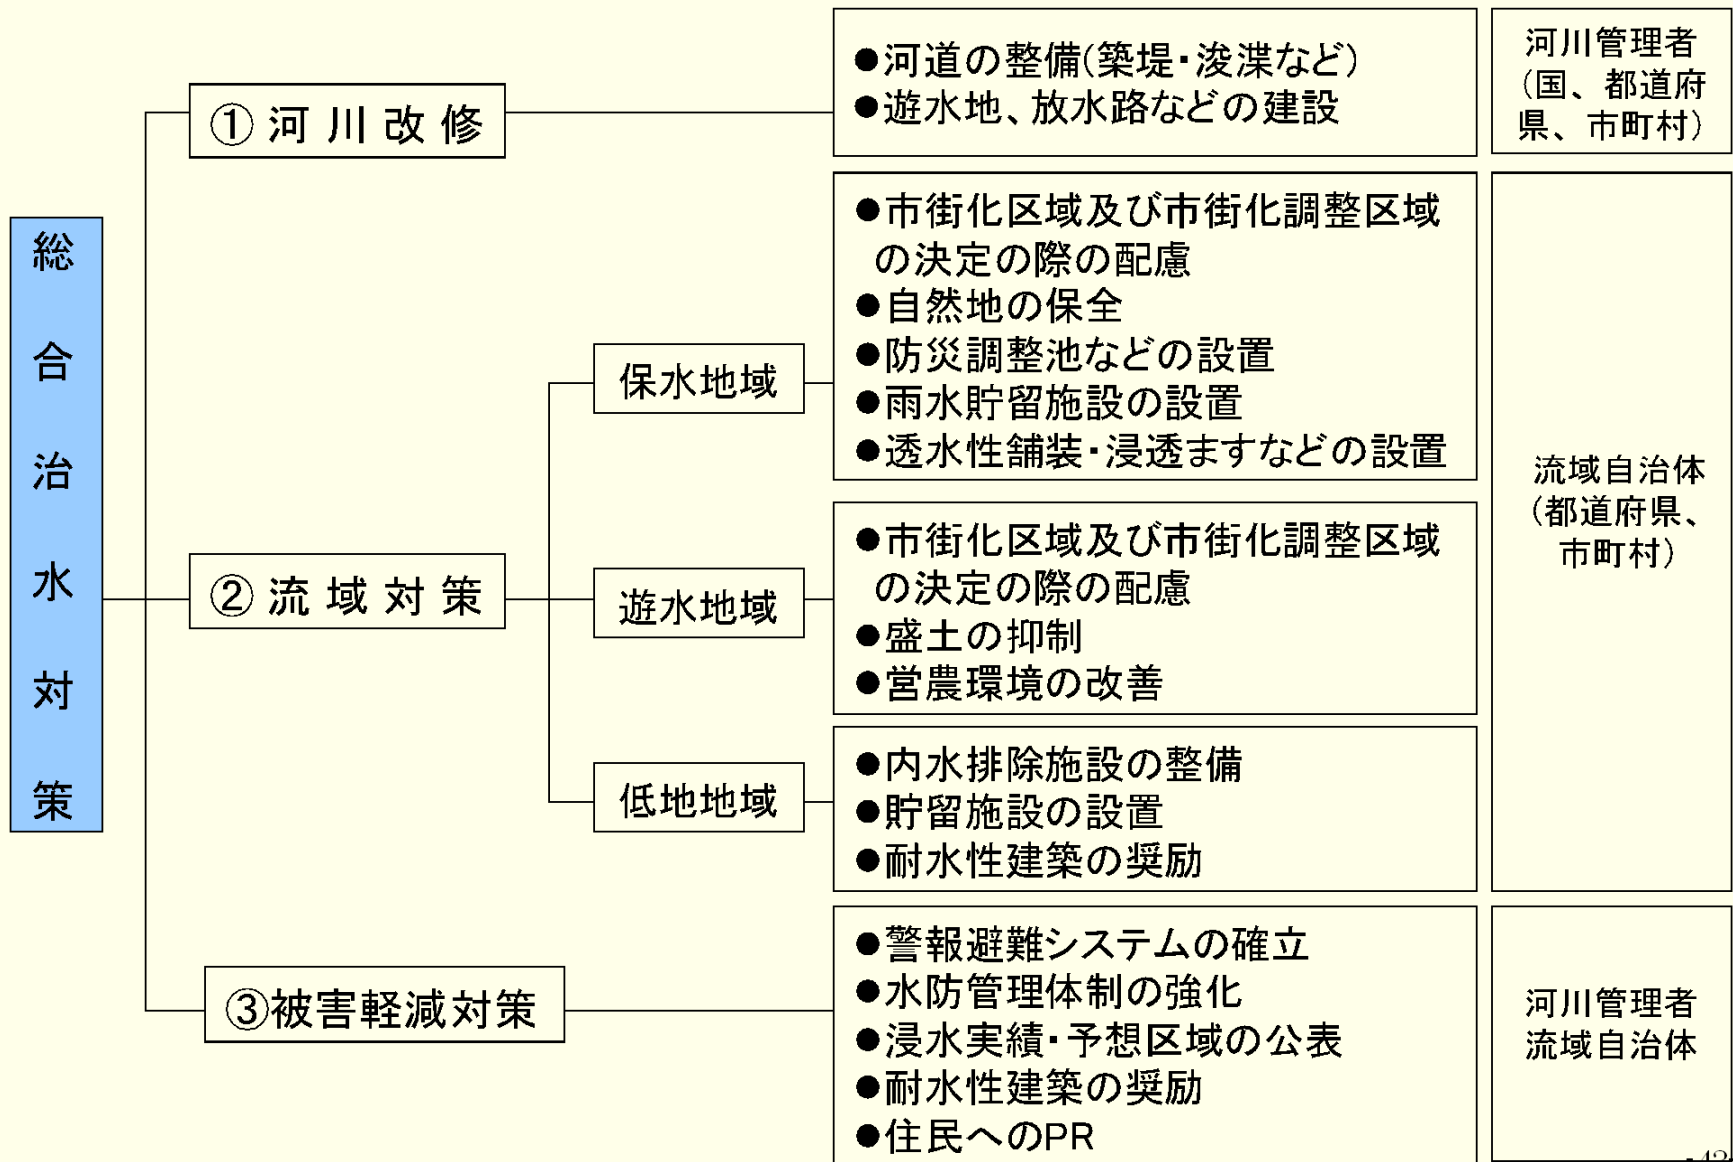 総合治水対策
①河川改修
●河道の整備(築堤・浚渫など)
●遊水地、放水路などの建設
河川管理者
(国、都道府
県、市町村)
②流域対策
保水地域
●市街化区域及び市街化調整区域
の決定の際の配慮
●自然地の保全
●防災調整池などの設置
●雨水貯留施設の設置
●透水性舗装・浸透ますなどの設置
遊水地域
●市街化区域及び市街化調整区域
の決定の際の配慮
●盛土の抑制
●営農環境の改善
低地地域
●内水排除施設の整備
●貯留施設の設置
●耐水性建築の奨励
流域自治体
(都道府県、
市町村)
③被害軽減対策
●警報避難システムの確立
●水防管理体制の強化
●浸水実績・予想区域の公表
●耐水性建築の奨励
●住民へのPR
河川管理者
流域自治体